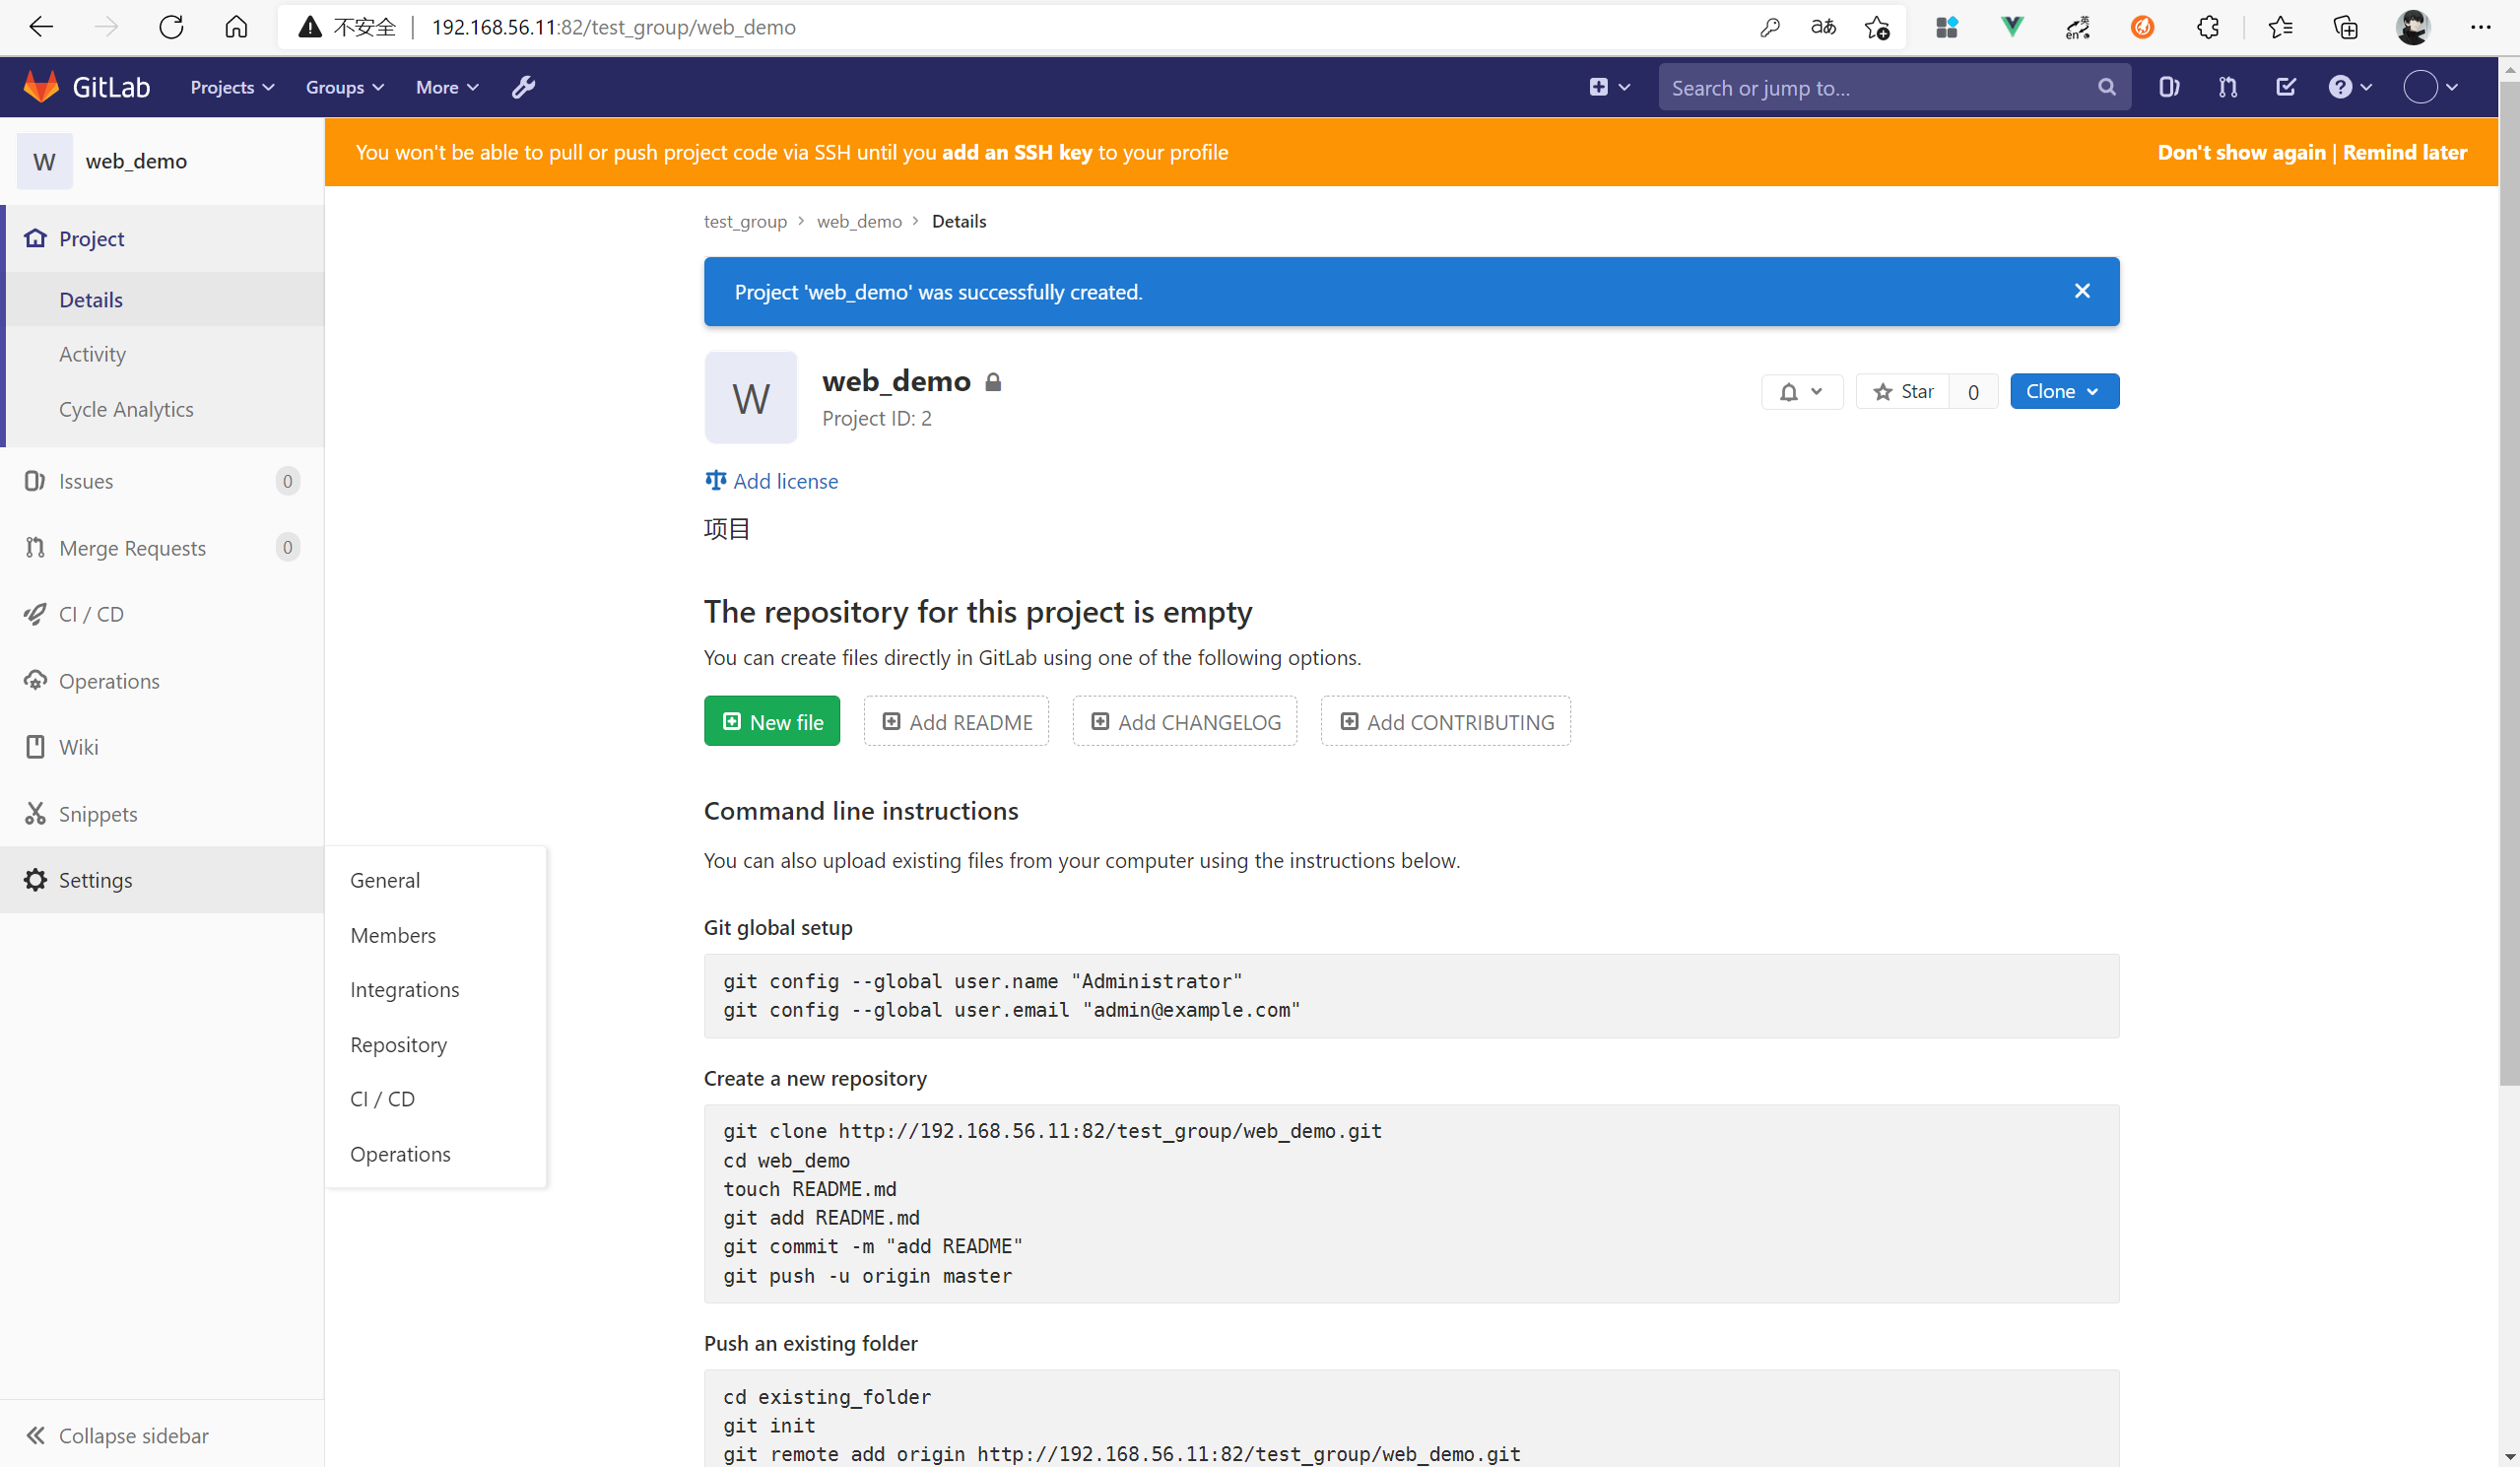 不安全 192.168.56.11:82/test_group/web_demo aあ 英 en
GitLab Projects Groups More Search or jump to...
W web_demo
You won't be able to pull or push project code via SSH until you add an SSH key to your profile Don't show again | Remind later
Project
Details
Activity
Cycle Analytics
Issues 0
Merge Requests 0
CI / CD
Operations
Wiki
Snippets
Settings
General
Members
Integrations
Repository
CI / CD
Operations
Collapse sidebar
test_group > web_demo > Details
Project 'web_demo' was successfully created.
W web_demo
Project ID: 2
Star 0 Clone
Add license
项目
The repository for this project is empty
You can create files directly in GitLab using one of the following options.
New file Add README Add CHANGELOG Add CONTRIBUTING
Command line instructions
You can also upload existing files from your computer using the instructions below.
Git global setup
git config --global user.name "Administrator"
git config --global user.email "admin@example.com"
Create a new repository
git clone http://192.168.56.11:82/test_group/web_demo.git
cd web_demo
touch README.md
git add README.md
git commit -m "add README"
git push -u origin master
Push an existing folder
cd existing_folder
git init
git remote add origin http://192.168.56.11:82/test_group/web_demo.git